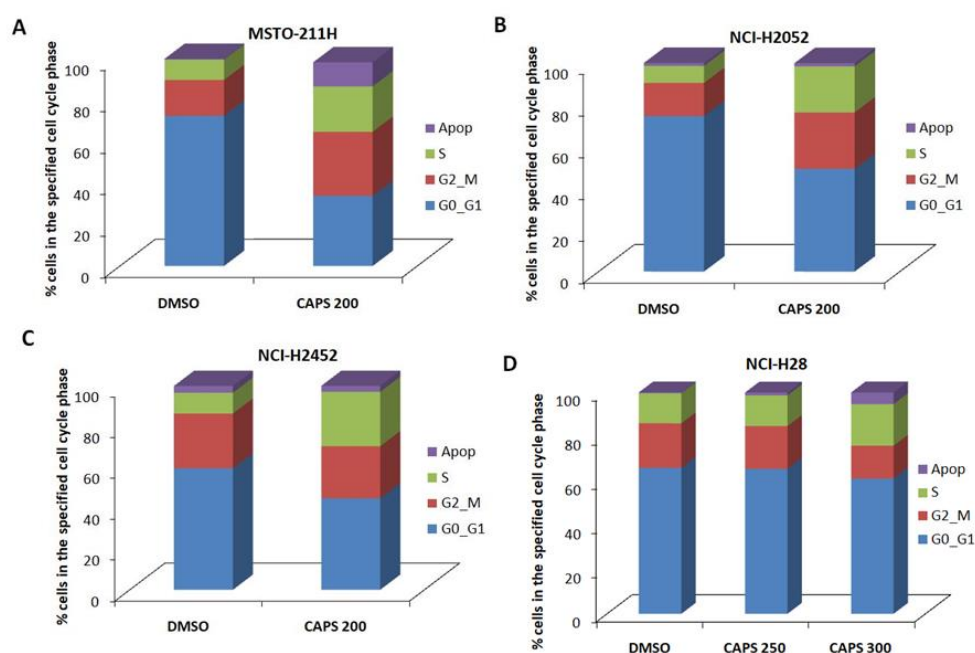 A
MSTO-211H
% cells in the specified cell cycle phase
100
80
60
40
20
0
DMSO
CAPS 200
Apop
S
G2_M
G0_G1
B
NCI-H2052
% cells in the specified cell cycle phase
100
80
60
40
20
0
DMSO
CAPS 200
Apop
S
G2_M
G0_G1
C
NCI-H2452
% cells in the specified cell cycle phase
100
80
60
40
20
0
DMSO
CAPS 200
Apop
S
G2_M
G0_G1
D
NCI-H28
% cells in the specified cell cycle phase
100
80
60
40
20
0
DMSO
CAPS 250
CAPS 300
Apop
S
G2_M
G0_G1